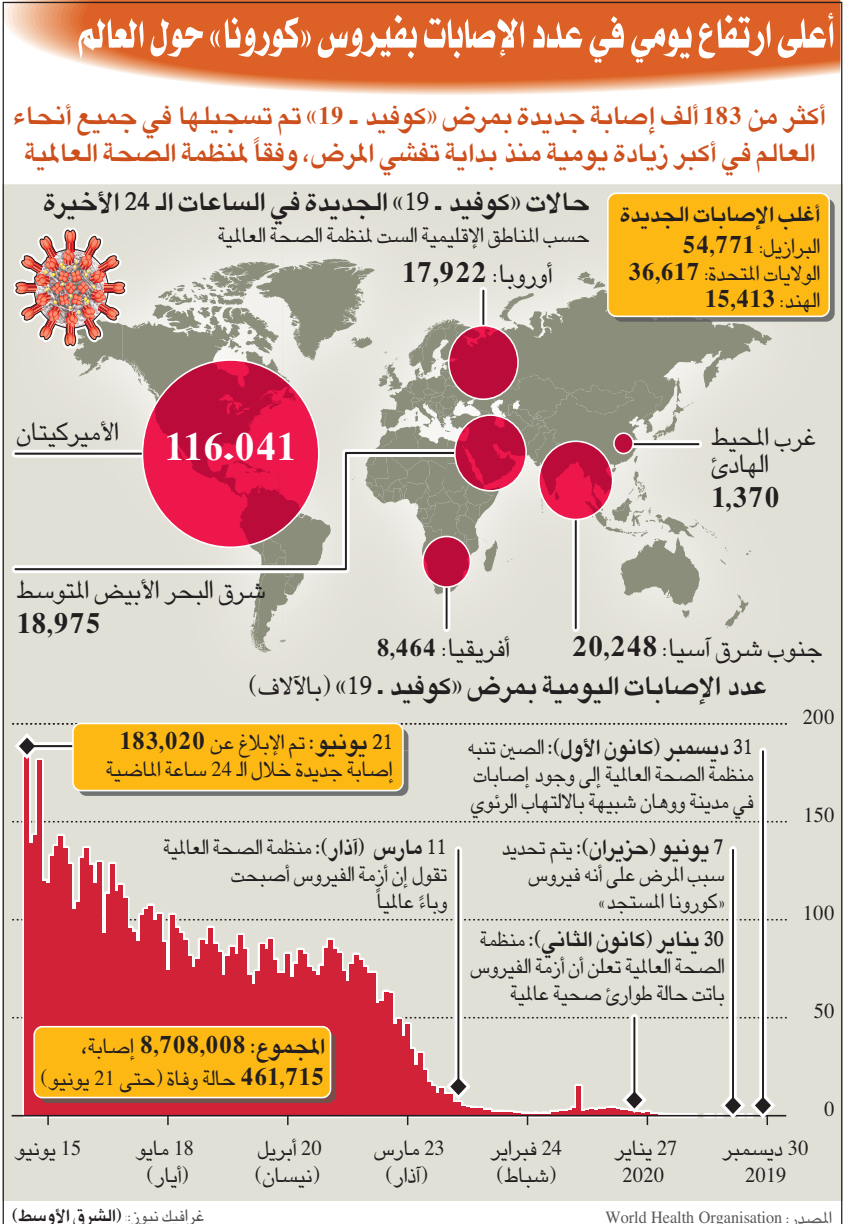 أعلى ارتفاع يومي في عدد الإصابات بفيروس «كورونا» حول العالم
أكثر من 183 ألف إصابة جديدة بمرض «كوفيد ـ 19» تم تسجيلها في جميع أنحاء
العالم في أكبر زيادة يومية منذ بداية تفشي المرض، وفقاً لمنظمة الصحة العالمية
حالات «كوفيد ـ 19» الجديدة في الساعات الـ 24 الأخيرة
حسب المناطق الإقليمية الست لمنظمة الصحة العالمية
أغلب الإصابات الجديدة
البرازيل: 54,771
الولايات المتحدة: 36,617
الهند: 15,413
أوروبا: 17,922
الأميركيتان
116.041
غرب المحيط
الهادئ
1,370
شرق البحر الأبيض المتوسط
18,975
أفريقيا: 8,464
جنوب شرق آسيا: 20,248
عدد الإصابات اليومية بمرض «كوفيد ـ 19» (بالآلاف)
200
150
100
50
0
31 ديسمبر (كانون الأول): الصين تنبه
منظمة الصحة العالمية إلى وجود إصابات
في مدينة ووهان شبيهة بالالتهاب الرئوي
7 يونيو (حزيران): يتم تحديد
سبب المرض على أنه فيروس
«كورونا المستجد»
30 يناير (كانون الثاني): منظمة
الصحة العالمية تعلن أن أزمة الفيروس
باتت حالة طوارئ صحية عالمية
11 مارس (آذار): منظمة الصحة العالمية
تقول إن أزمة الفيروس أصبحت
وباءً عالمياً
21 يونيو: تم الإبلاغ عن 183,020
إصابة جديدة خلال الـ 24 ساعة الماضية
المجموع: 8,708,008 إصابة،
461,715 حالة وفاة (حتى 21 يونيو)
30 ديسمبر
2019
27 يناير
2020
24 فبراير
(شباط)
23 مارس
(آذار)
20 أبريل
(نيسان)
18 مايو
(أيار)
15 يونيو
المصدر: World Health Organisation
غرافيك نيوز: (الشرق الأوسط)